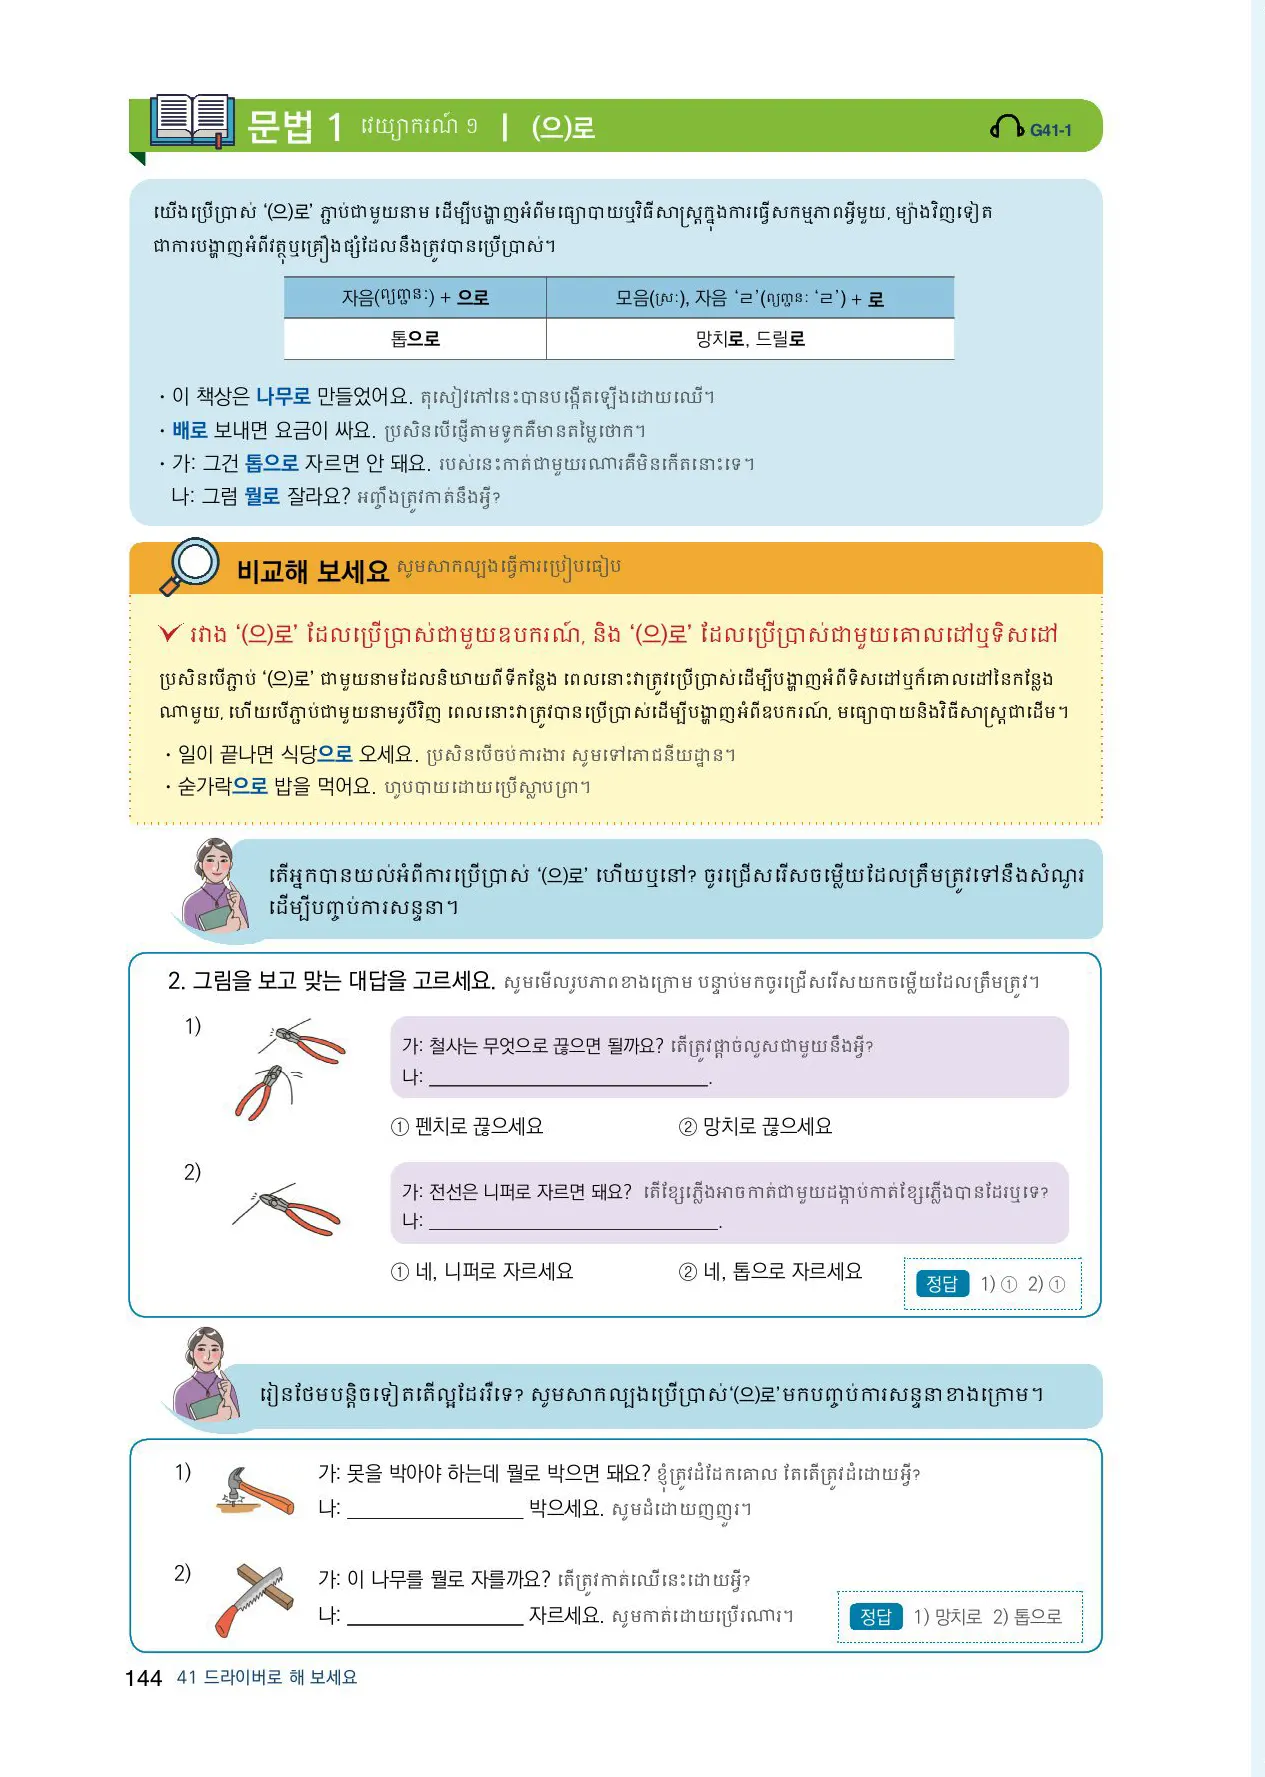 문법 1 វេយ្យាករណ៍ ១ | (으)로 G41-1
យើងប្រើប្រាស់ ‘(으)로’ ភ្ជាប់ជាមួយនាម ដើម្បីបង្ហាញអំពីមធ្យោបាយឬវិធីសាស្ត្រក្នុងការធ្វើសកម្មភាពអ្វីមួយ, ម្យ៉ាងវិញទៀត
ជាការបង្ហាញអំពីវត្ថុឬគ្រឿងផ្សំដែលនឹងត្រូវបានប្រើប្រាស់។
자음(ព្យញ្ជនៈ) + 으로 모음(ស្រៈ), 자음 ‘ㄹ’(ព្យញ្ជនៈ ‘ㄹ’) + 로
톱으로 망치로, 드릴로
· 이 책상은 나무로 만들었어요. តុសៀវភៅនេះបានបង្កើតឡើងដោយឈើ។
· 배로 보내면 요금이 싸요. ប្រសិនបើផ្ញើតាមទូកគឺមានតម្លៃថោក។
· 가: 그건 톱으로 자르면 안 돼요. របស់នេះកាត់ជាមួយរណារគឺមិនកើតនោះទេ។
나: 그럼 뭘로 잘라요? អញ្ចឹងត្រូវកាត់នឹងអ្វី?
비교해 보세요 សូមសាកល្បងធ្វើការប្រៀបធៀប
រវាង ‘(으)로’ ដែលប្រើប្រាស់ជាមួយឧបករណ៍, និង ‘(으)로’ ដែលប្រើប្រាស់ជាមួយគោលដៅឬទិសដៅ
ប្រសិនបើភ្ជាប់ ‘(으)로’ ជាមួយនាមដែលនិយាយពីទីកន្លែង ពេលនោះវាត្រូវប្រើប្រាស់ដើម្បីបង្ហាញអំពីទិសដៅឬក៏គោលដៅនៃកន្លែង
ណាមួយ, ហើយបើភ្ជាប់ជាមួយនាមរូបីវិញ ពេលនោះវាត្រូវបានប្រើប្រាស់ដើម្បីបង្ហាញអំពីឧបករណ៍, មធ្យោបាយនិងវិធីសាស្ត្រជាដើម។
· 일이 끝나면 식당으로 오세요. ប្រសិនបើចប់ការងារ សូមទៅភោជនីយដ្ឋាន។
· 숟가락으로 밥을 먹어요. ហូបបាយដោយប្រើស្លាបព្រា។
តើអ្នកបានយល់អំពីការប្រើប្រាស់ ‘(으)로’ ហើយឬនៅ? ចូរជ្រើសរើសចម្លើយដែលត្រឹមត្រូវទៅនឹងសំណួរ
ដើម្បីបញ្ចប់ការសន្ទនា។
2. 그림을 보고 맞는 대답을 고르세요. សូមមើលរូបភាពខាងក្រោម បន្ទាប់មកចូរជ្រើសរើសយកចម្លើយដែលត្រឹមត្រូវ។
1)
가: 철사는 무엇으로 끊으면 될까요? តើត្រូវផ្តាច់លួសជាមួយនឹងអ្វី?
나: ______________________________.
① 펜치로 끊으세요 ② 망치로 끊으세요
2)
가: 전선은 니퍼로 자르면 돼요? តើខ្សែភ្លើងអាចកាត់ជាមួយដង្កាប់កាត់ខ្សែភ្លើងបានដែរឬទេ?
나: ______________________________.
① 네, 니퍼로 자르세요 ② 네, 톱으로 자르세요
정답 1) ① 2) ①
រៀនថែមបន្តិចទៀតតើល្អដែររឺទេ? សូមសាកល្បងប្រើប្រាស់‘(으)로’មកបញ្ចប់ការសន្ទនាខាងក្រោម។
1) 가: 못을 박아야 하는데 뭘로 박으면 돼요? ខ្ញុំត្រូវដំដែកគោល តែតើត្រូវដំដោយអ្វី?
나: __________________ 박으세요. សូមដំដោយញញួរ។
2) 가: 이 나무를 뭘로 자를까요? តើត្រូវកាត់ឈើនេះដោយអ្វី?
나: __________________ 자르세요. សូមកាត់ដោយប្រើរណារ។
정답 1) 망치로 2) 톱으로
144 41 드라이버로 해 보세요